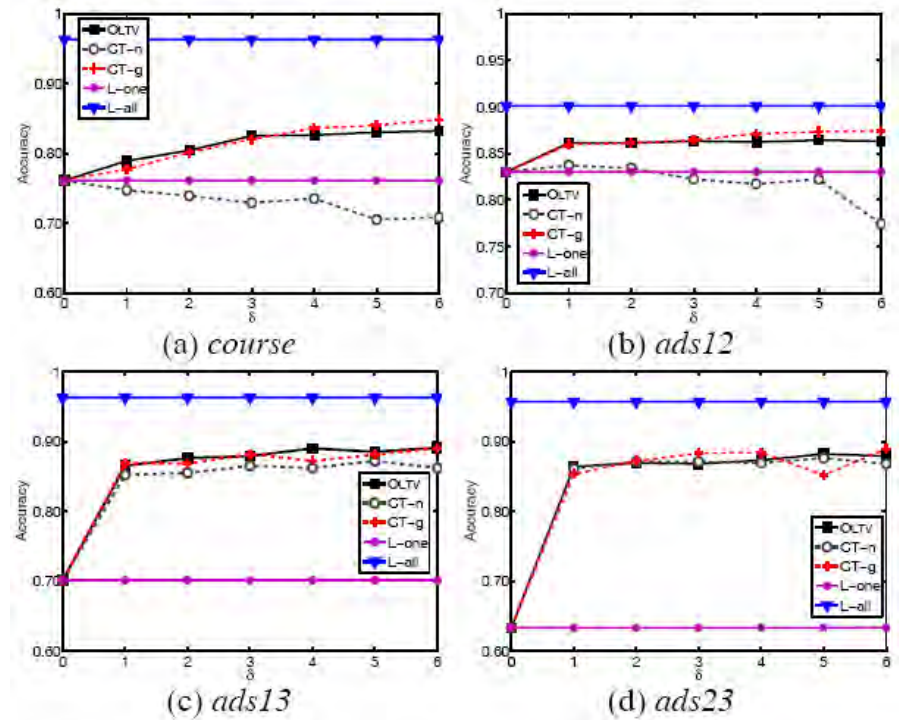 1
0.90
0.80
0.70
0.60
Accuracy
OLTV
CT-n
CT-g
L-one
L-all
0 1 2 3 4 5 6
δ
(a) course
1
0.95
0.90
0.85
0.80
0.75
0.70
Accuracy
OLTV
CT-n
CT-g
L-one
L-all
0 1 2 3 4 5 6
δ
(b) ads12
1
0.90
0.80
0.70
0.60
Accuracy
OLTV
CT-n
CT-g
L-one
L-all
0 1 2 3 4 5 6
δ
(c) ads13
1
0.90
0.80
0.70
0.60
Accuracy
OLTV
CT-n
CT-g
L-one
L-all
0 1 2 3 4 5 6
δ
(d) ads23